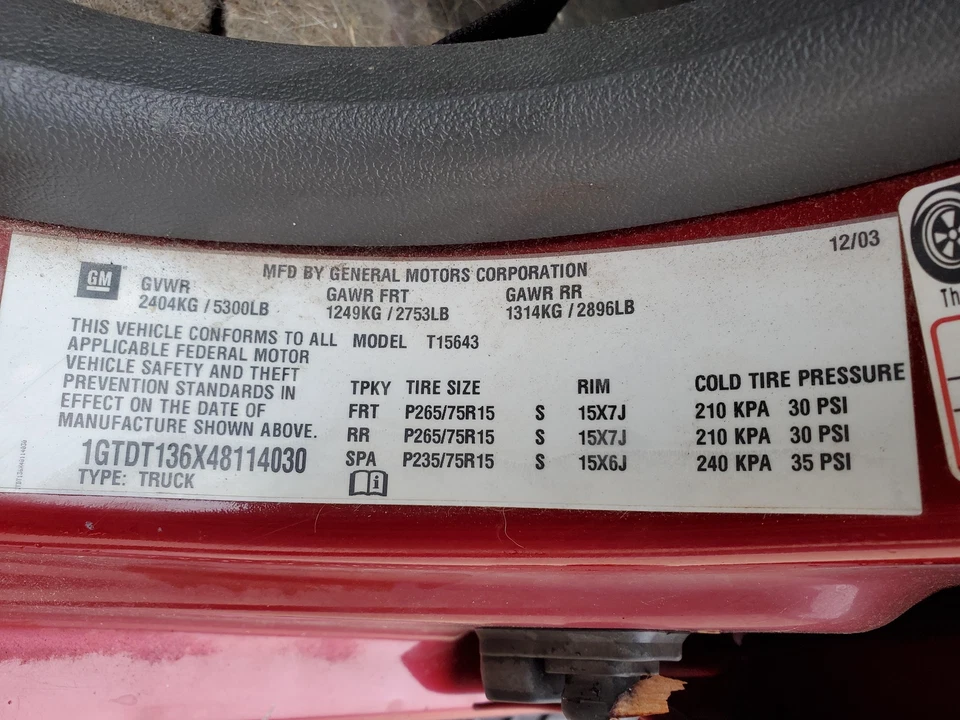 12/03
GM
MFD BY GENERAL MOTORS CORPORATION
GVWR GAWR FRT GAWR RR
2404KG / 5300LB 1249KG / 2753LB 1314KG / 2896LB
THIS VEHICLE CONFORMS TO ALL MODEL T15643
APPLICABLE FEDERAL MOTOR
VEHICLE SAFETY AND THEFT
PREVENTION STANDARDS IN
EFFECT ON THE DATE OF
MANUFACTURE SHOWN ABOVE.
1GTDT136X48114030
TYPE: TRUCK
TPKY TIRE SIZE RIM COLD TIRE PRESSURE
FRT P265/75R15 S 15X7J 210 KPA 30 PSI
RR P265/75R15 S 15X7J 210 KPA 30 PSI
SPA P235/75R15 S 15X6J 240 KPA 35 PSI
i
Th